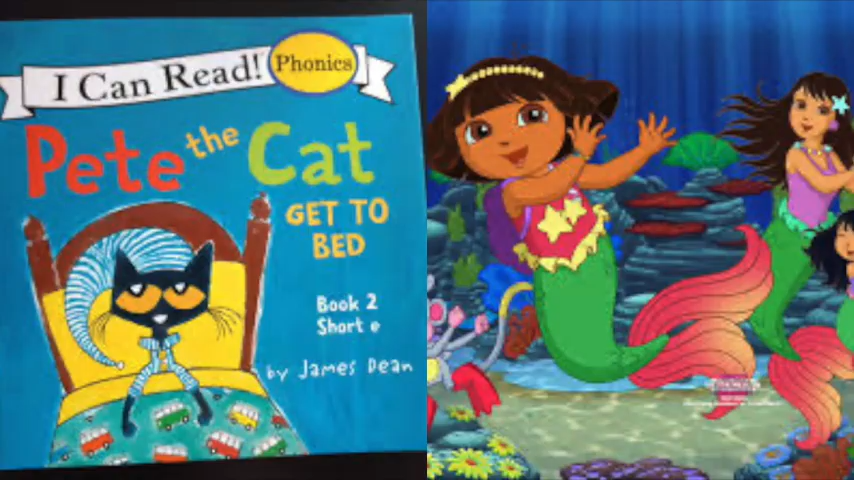 I Can Read!
Phonics
Pete the Cat
GET TO
BED
Book 2
Short e
by James Dean